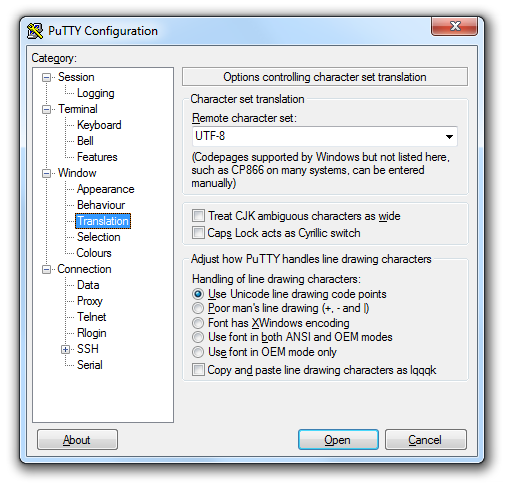 PuTTY Configuration
Category:
Session
Logging
Terminal
Keyboard
Bell
Features
Window
Appearance
Behaviour
Translation
Selection
Colours
Connection
Data
Proxy
Telnet
Rlogin
SSH
Serial
Options controlling character set translation
Character set translation
Remote character set:
UTF-8
(Codepages supported by Windows but not listed here,
such as CP866 on many systems, can be entered
manually)
Treat CJK ambiguous characters as wide
Caps Lock acts as Cyrillic switch
Adjust how PuTTY handles line drawing characters
Handling of line drawing characters:
Use Unicode line drawing code points
Poor man's line drawing (+, - and |)
Font has XWindows encoding
Use font in both ANSI and OEM modes
Use font in OEM mode only
Copy and paste line drawing characters as lqqqk
About
Open
Cancel